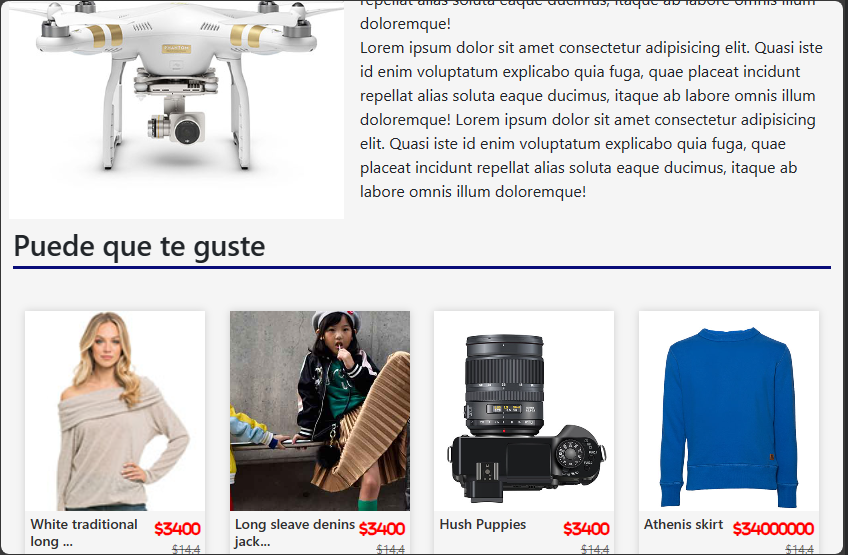 repellat alias soluta eaque ducimus, itaque ab labore omnis illum
doloremque!
Lorem ipsum dolor sit amet consectetur adipisicing elit. Quasi iste
id enim voluptatum explicabo quia fuga, quae placeat incidunt
repellat alias soluta eaque ducimus, itaque ab labore omnis illum
doloremque! Lorem ipsum dolor sit amet consectetur adipisicing
elit. Quasi iste id enim voluptatum explicabo quia fuga, quae
placeat incidunt repellat alias soluta eaque ducimus, itaque ab
labore omnis illum doloremque!
Puede que te guste
White traditional
long ...
$3400
$14.4
Long sleave denins
jack...
$3400
$14.4
Hush Puppies
$3400
$14.4
Athenis skirt
$34000000
$14.4